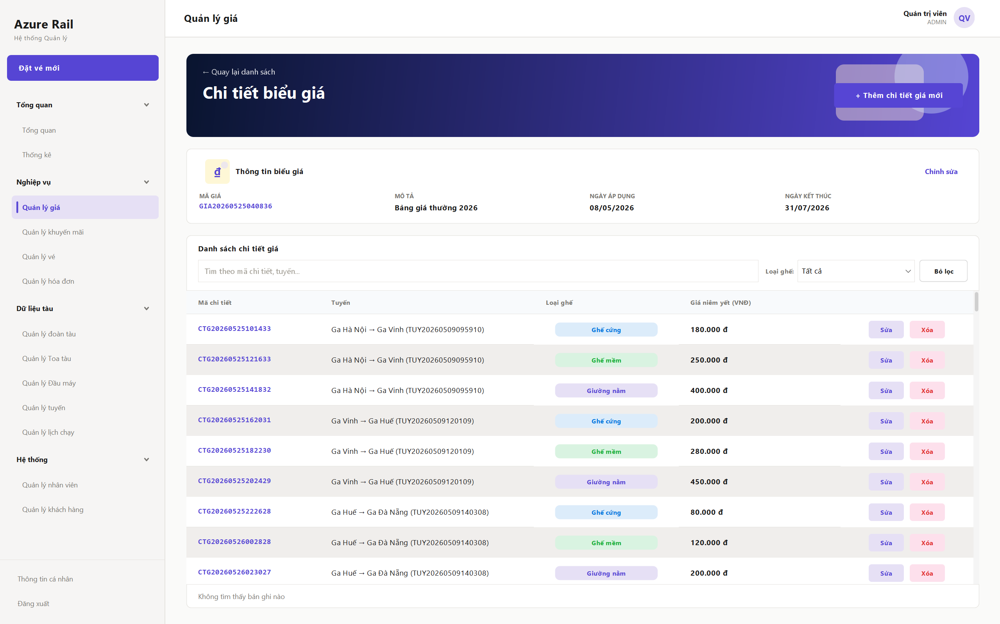 Azure Rail
Hệ thống Quản lý
Đặt vé mới
Tổng quan
Tổng quan
Thống kê
Nghiệp vụ
Quản lý giá
Quản lý khuyến mãi
Quản lý vé
Quản lý hóa đơn
Dữ liệu tàu
Quản lý đoàn tàu
Quản lý Toa tàu
Quản lý Đầu máy
Quản lý tuyến
Quản lý lịch chạy
Hệ thống
Quản lý nhân viên
Quản lý khách hàng
Thông tin cá nhân
Đăng xuất
Quản lý giá
Quản trị viên
ADMIN
QV
← Quay lại danh sách
Chi tiết biểu giá
+ Thêm chi tiết giá mới
₫ Thông tin biểu giá
Chỉnh sửa
MÃ GIÁ MÔ TẢ NGÀY ÁP DỤNG NGÀY KẾT THÚC
GIA20260525040836 Bảng giá thường 2026 08/05/2026 31/07/2026
Danh sách chi tiết giá
Tìm theo mã chi tiết, tuyến... Loại ghế: Tất cả Bỏ lọc
Mã chi tiết Tuyến Loại ghế Giá niêm yết (VNĐ)
CTG20260525101433 Ga Hà Nội → Ga Vinh (TUY20260509095910) Ghế cứng 180.000 đ Sửa Xóa
CTG20260525121633 Ga Hà Nội → Ga Vinh (TUY20260509095910) Ghế mềm 250.000 đ Sửa Xóa
CTG20260525141832 Ga Hà Nội → Ga Vinh (TUY20260509095910) Giường nằm 400.000 đ Sửa Xóa
CTG20260525162031 Ga Vinh → Ga Huế (TUY20260509120109) Ghế cứng 200.000 đ Sửa Xóa
CTG20260525182230 Ga Vinh → Ga Huế (TUY20260509120109) Ghế mềm 280.000 đ Sửa Xóa
CTG20260525202429 Ga Vinh → Ga Huế (TUY20260509120109) Giường nằm 450.000 đ Sửa Xóa
CTG20260525222628 Ga Huế → Ga Đà Nẵng (TUY20260509140308) Ghế cứng 80.000 đ Sửa Xóa
CTG20260526002828 Ga Huế → Ga Đà Nẵng (TUY20260509140308) Ghế mềm 120.000 đ Sửa Xóa
CTG20260526023027 Ga Huế → Ga Đà Nẵng (TUY20260509140308) Giường nằm 200.000 đ Sửa Xóa
Không tìm thấy bản ghi nào